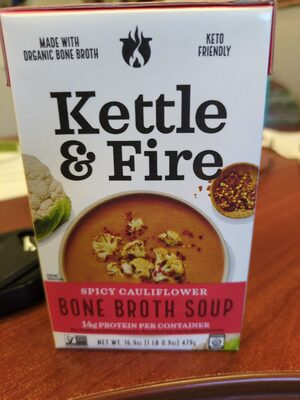 MADE WITH
ORGANIC BONE BROTH
KETO
FRIENDLY
Kettle
& Fire
SPICY CAULIFLOWER
BONE BROTH SOUP
14g PROTEIN PER CONTAINER
NET WT. 16.9oz (1 LB 0.9oz) 479g